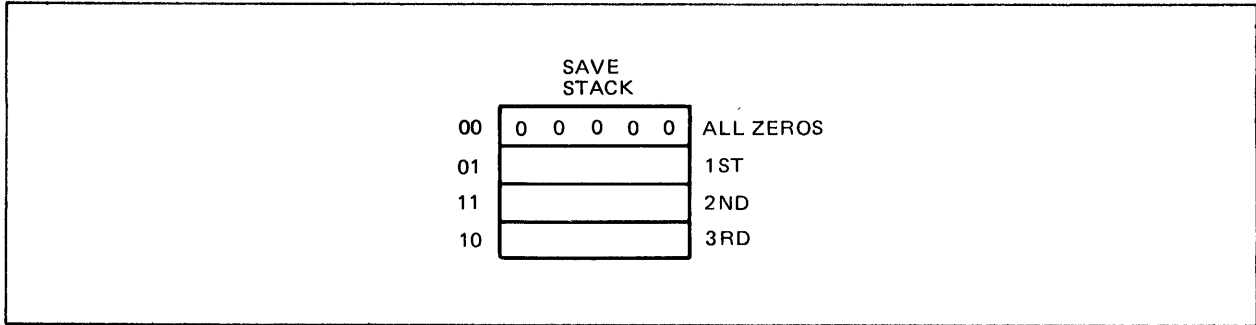 SAVE
STACK
00 0 0 0 0 0 ALL ZEROS
01 1ST
11 2ND
10 3RD